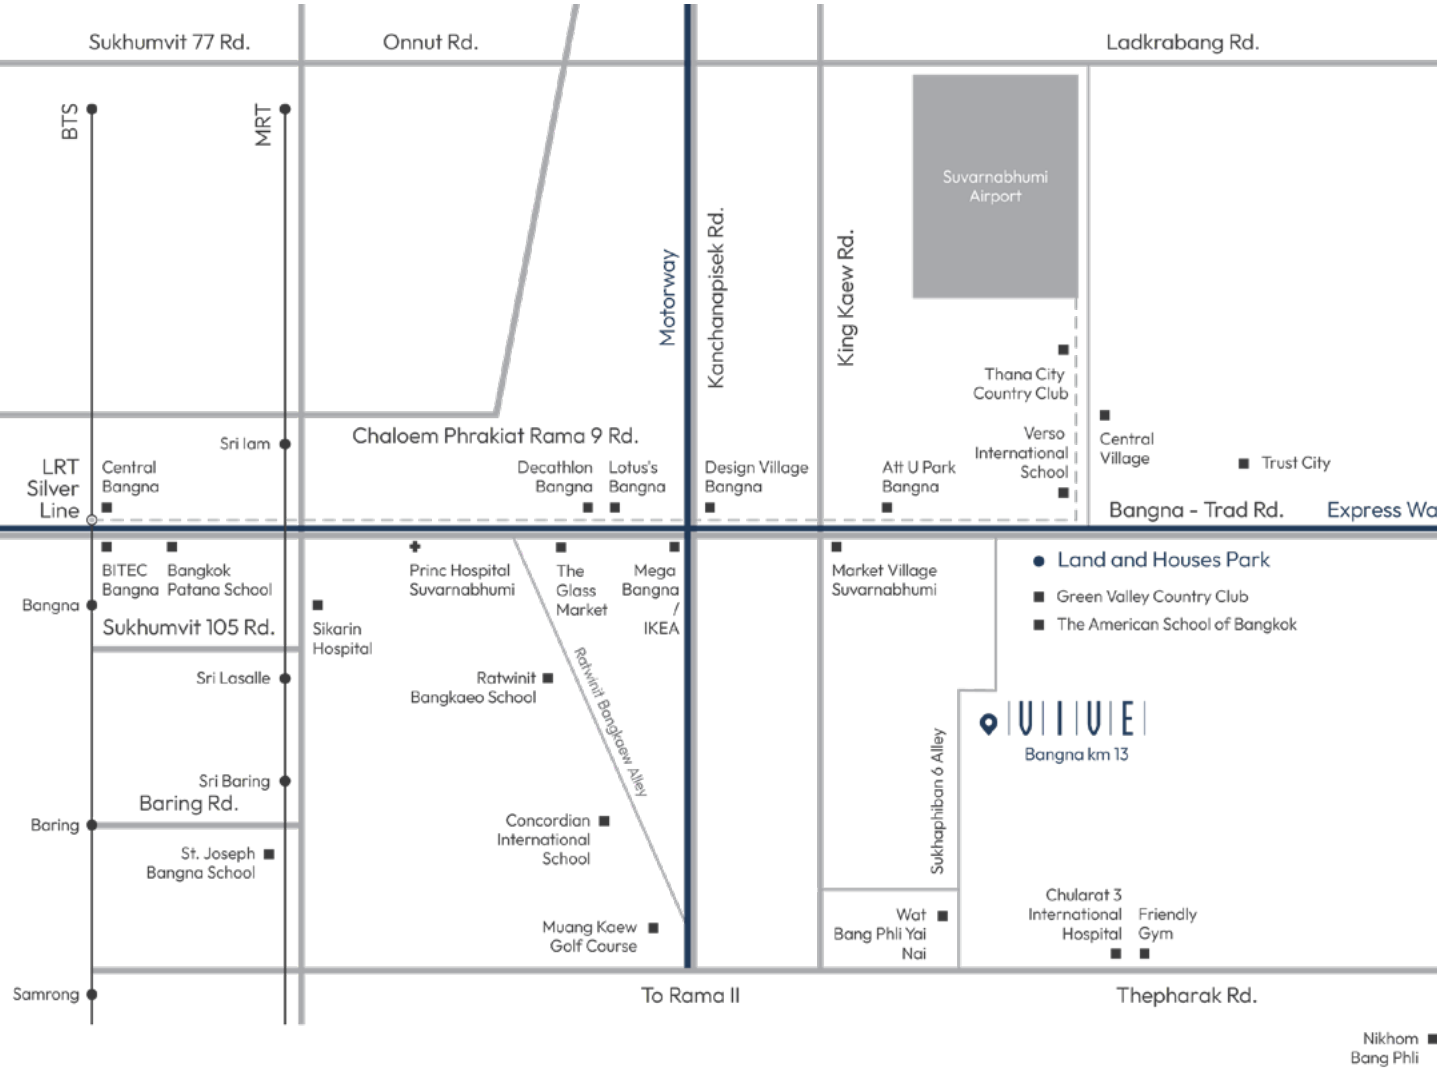 Sukhumvit 77 Rd.
Onnut Rd.
Ladkrabang Rd.
BTS
MRT
Suvarnabhumi
Airport
Motorway
Kanchanapisek Rd.
King Kaew Rd.
Thana City
Country Club
Sri Iam
Chaloem Phrakiat Rama 9 Rd.
Verso
International
School
Central
Village
Trust City
LRT
Silver
Line
Central
Bangna
Decathlon
Bangna
Lotus's
Bangna
Design Village
Bangna
Att U Park
Bangna
Bangna - Trad Rd.
Express Wa
BITEC
Bangna
Bangkok
Patana School
Princ Hospital
Suvarnabhumi
The
Glass
Market
Mega
Bangna
/
IKEA
Market Village
Suvarnabhumi
Land and Houses Park
Green Valley Country Club
The American School of Bangkok
Bangna
Sukhumvit 105 Rd.
Sikarin
Hospital
Sri Lasalle
Ratwinit
Bangkaeo School
Ratwinit Bangkaew Alley
VIVE
Bangna km 13
Sukhaphiban 6 Alley
Sri Baring
Baring Rd.
Baring
Concordian
International
School
St. Joseph
Bangna School
Muang Kaew
Golf Course
Wat
Bang Phli Yai
Nai
Chularat 3
International
Hospital
Friendly
Gym
Samrong
To Rama II
Thepharak Rd.
Nikhom
Bang Phli